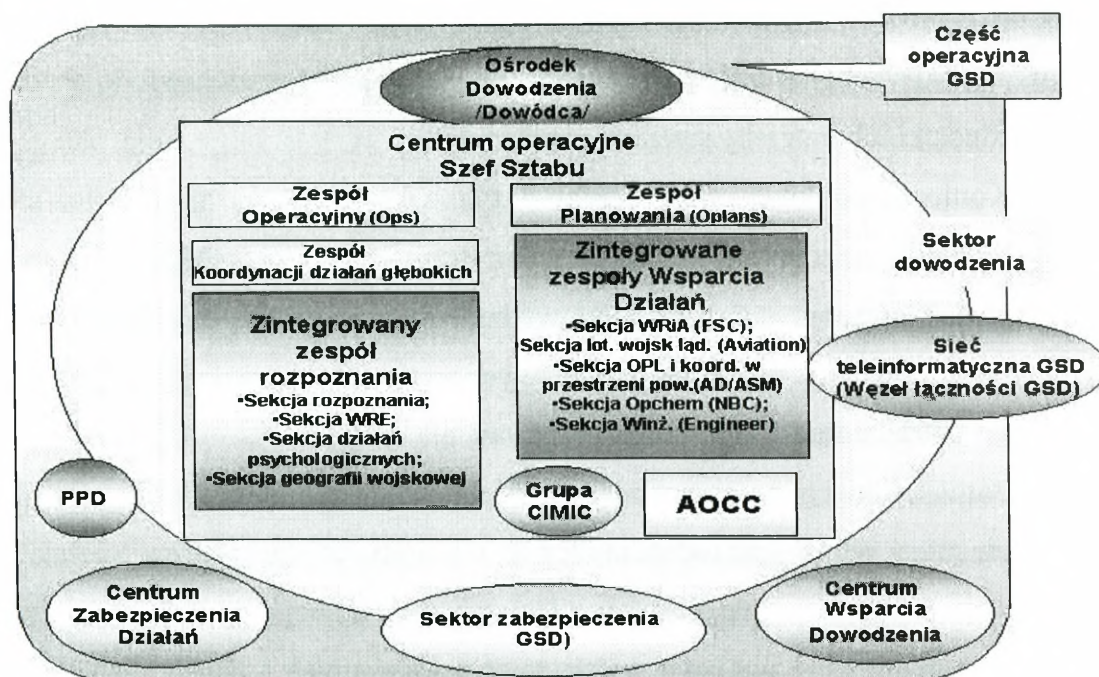 Część
operacyjna
GSD
Ośrodek
Dowodzenia
/Dowódca/
Centrum operacyjne
Szef Sztabu
Zespół
Operacyjny (Ops)
Zespół
Planowania (Oplans)
Zespół
Koordynacji działań głębokich
Zintegrowany
zespół
rozpoznania
•Sekcja rozpoznania;
•Sekcja WRE;
•Sekcja działań
psychologicznych;
•Sekcja geografii wojskowej
Zintegrowane
zespoły Wsparcia
Działań
•Sekcja WRiA (FSC);
•Sekcja lot. wojsk ląd. (Aviation)
•Sekcja OPL i koord. w
przestrzeni pow.(AD/ASM)
•Sekcja Opchem (NBC);
•Sekcja Winż. (Engineer)
Sektor
dowodzenia
Sieć
teleinformatyczna GSD
(Węzeł łączności GSD)
PPD
Grupa
CIMIC
AOCC
Centrum
Zabezpieczenia
Działań
Sektor zabezpieczenia
GSD)
Centrum
Wsparcia
Dowodzenia